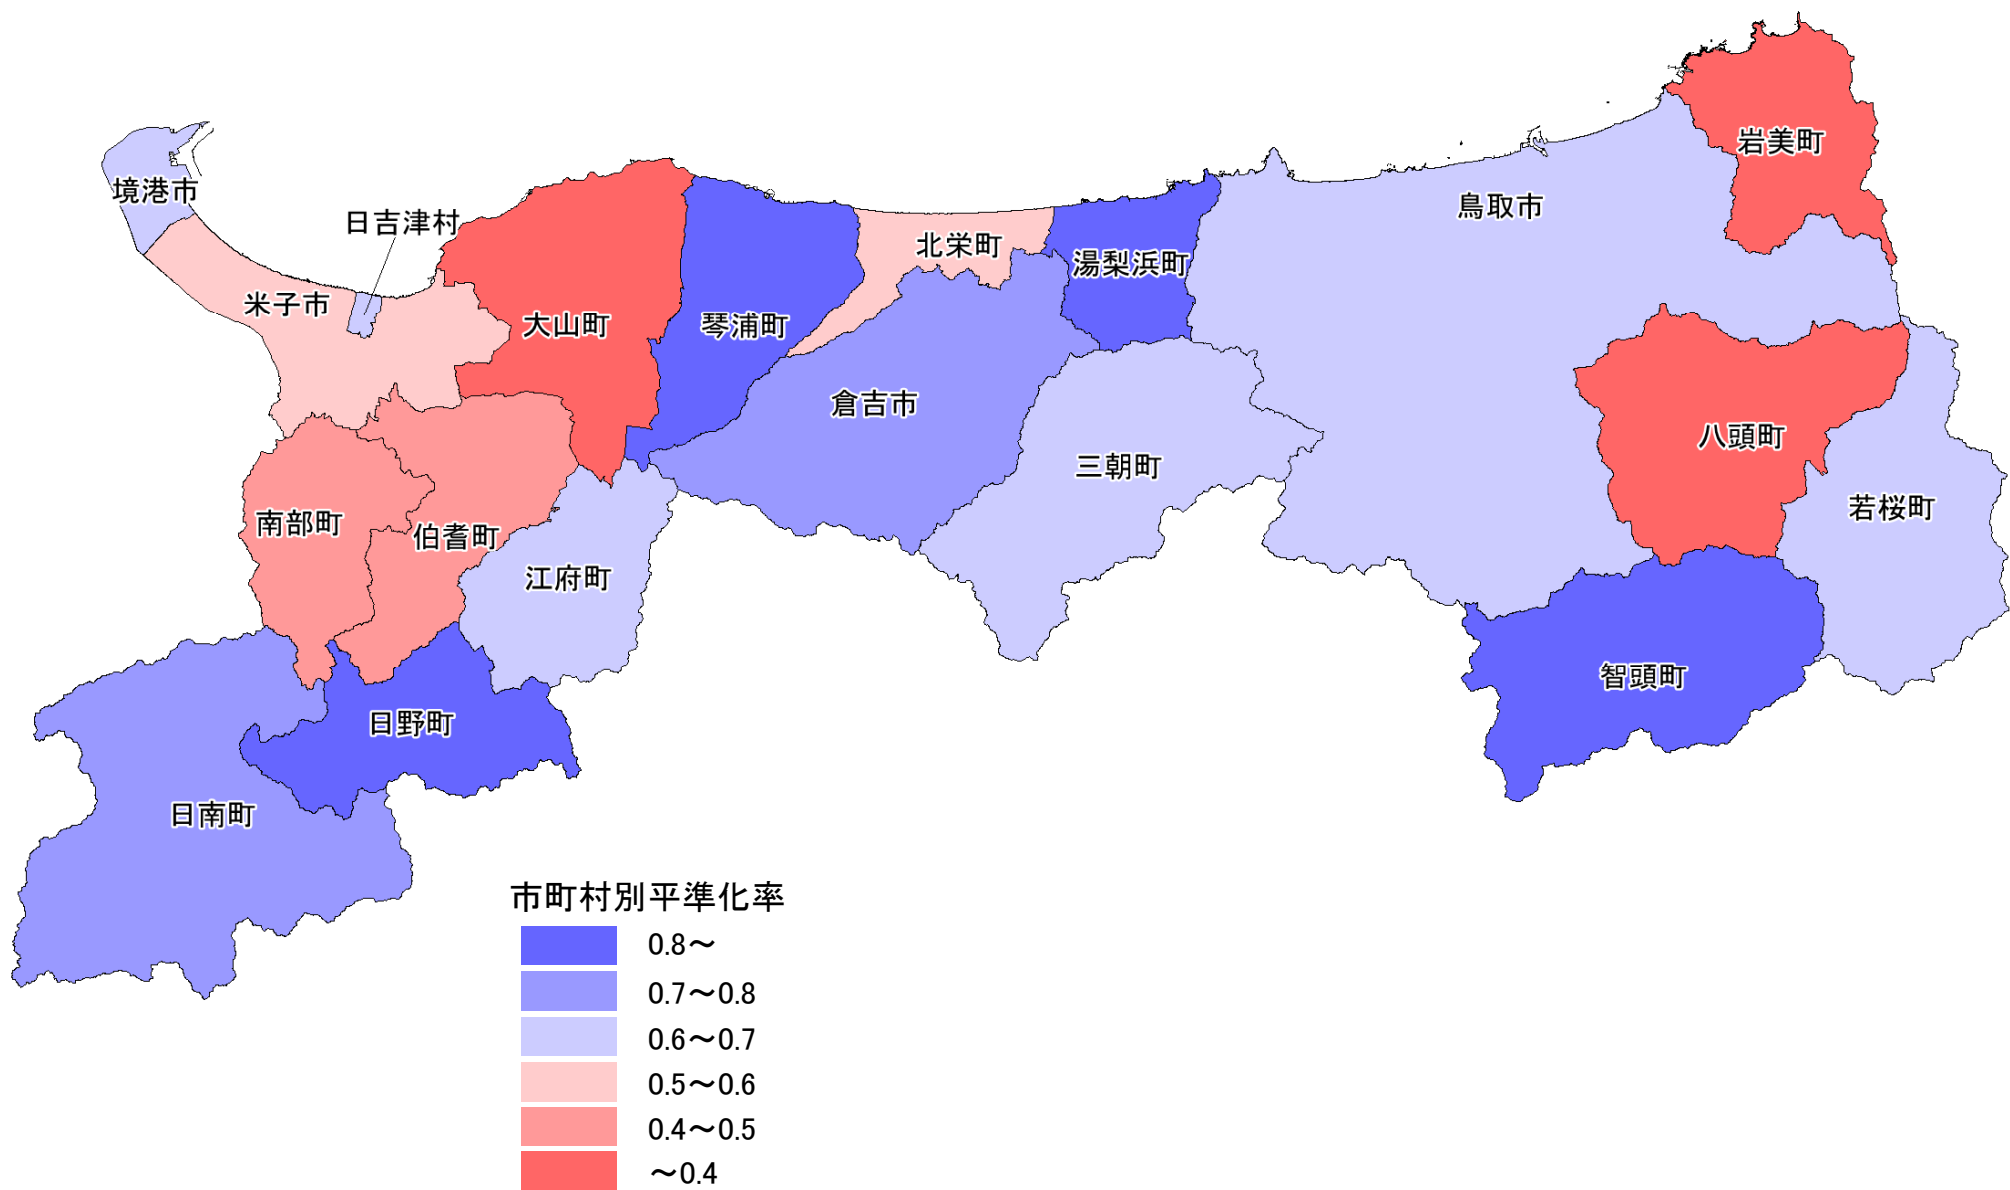 岩美町
境港市
鳥取市
日吉津村
北栄町
湯梨浜町
米子市
大山町
琴浦町
倉吉市
八頭町
三朝町
若桜町
南部町
伯耆町
江府町
智頭町
日野町
日南町
市町村別平準化率
0.8～
0.7～0.8
0.6～0.7
0.5～0.6
0.4～0.5
～0.4